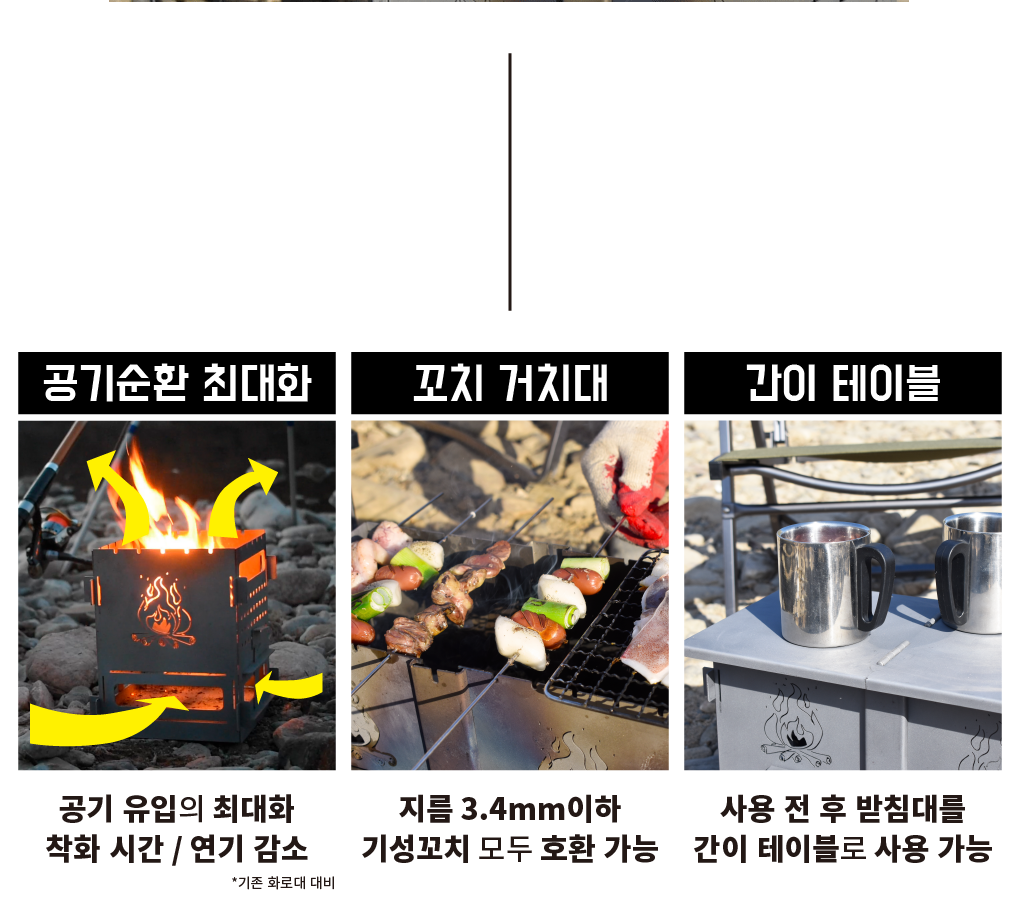 공기순환 최대화
꼬치 거치대
간이 테이블
공기 유입의 최대화
착화 시간 / 연기 감소
*기존 화로대 대비
지름 3.4mm이하
기성꼬치 모두 호환 가능
사용 전 후 받침대를
간이 테이블로 사용 가능